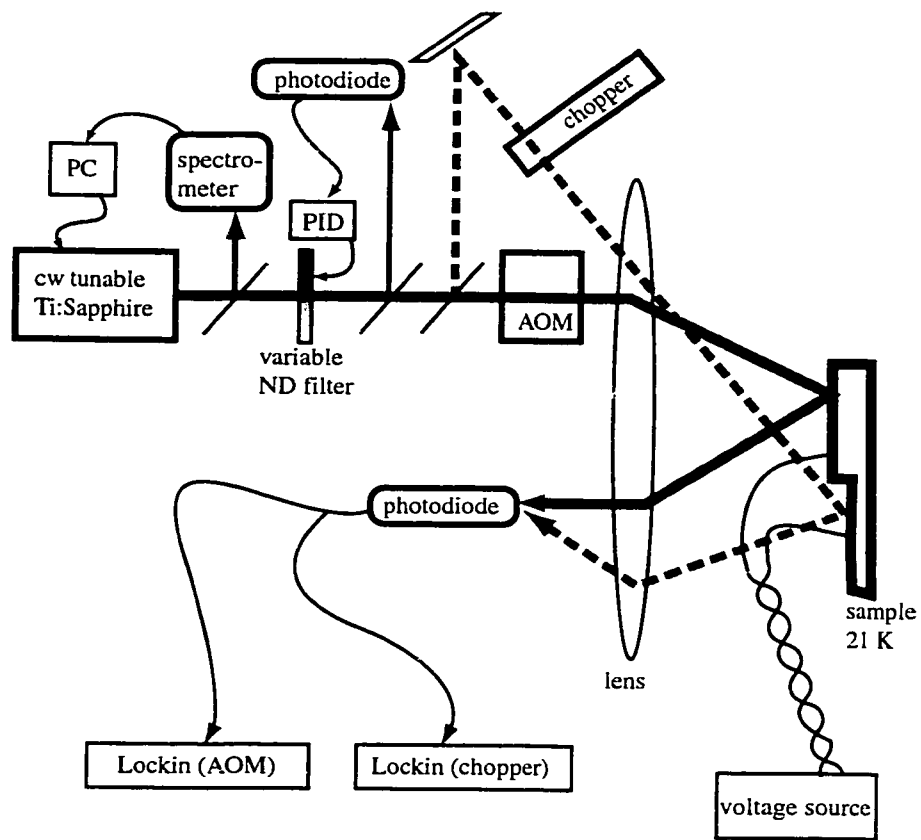 photodiode
chopper
PC
spectro-
meter
PID
cw tunable
Ti:Sapphire
AOM
variable
ND filter
photodiode
sample
21 K
lens
Lockin (AOM)
Lockin (chopper)
voltage source